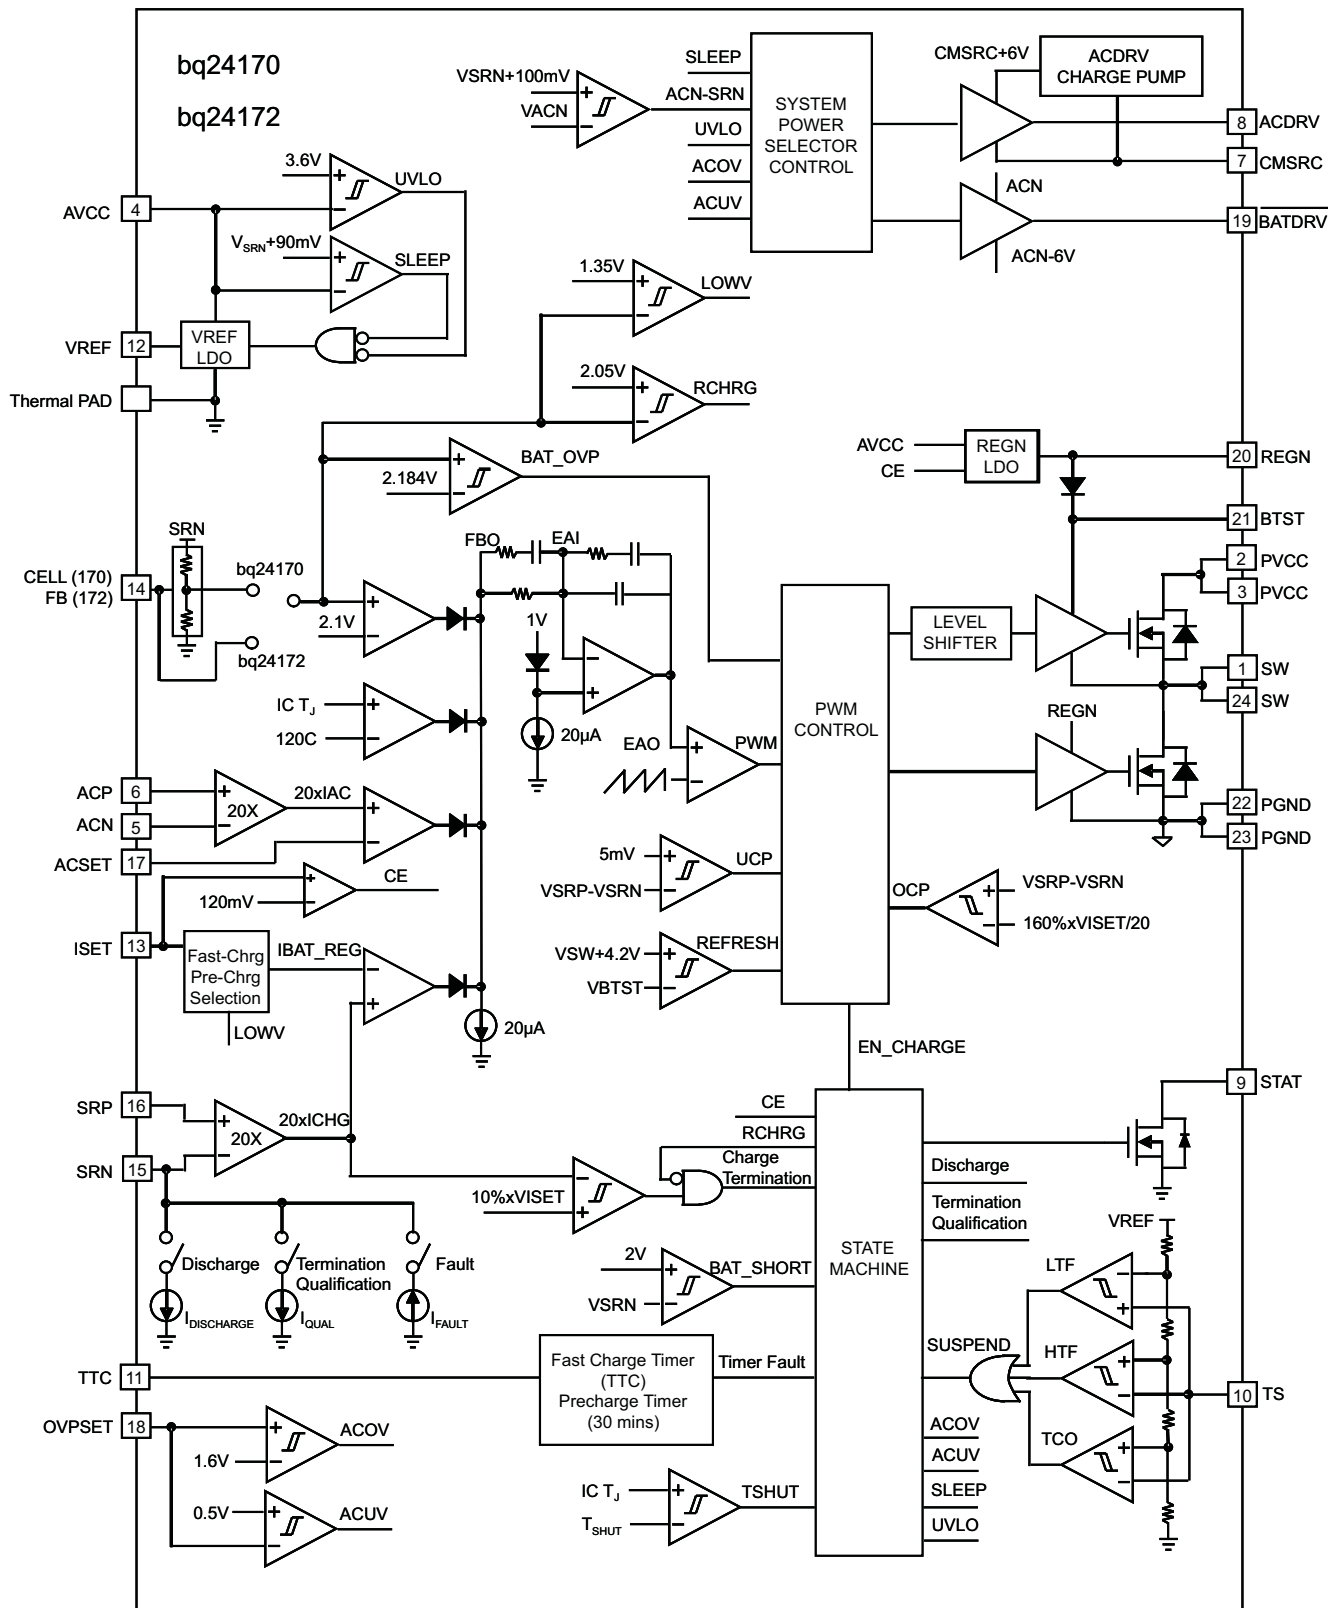 bq24170
bq24172
VSRN+100mV
VACN
ACN-SRN
SLEEP
UVLO
ACOV
ACUV
SYSTEM
POWER
SELECTOR
CONTROL
CMSRC+6V
ACDRV
CHARGE PUMP
8 ACDRV
7 CMSRC
ACN
ACN-6V
19 BATDRV
3.6V
UVLO
AVCC 4
VSRN+90mV
SLEEP
VREF 12
VREF
LDO
Thermal PAD
1.35V
LOWV
2.05V
RCHRG
BAT_OVP
2.184V
AVCC
CE
REGN
LDO
20 REGN
21 BTST
2 PVCC
3 PVCC
SRN
CELL (170)
FB (172)
14
bq24170
bq24172
2.1V
FBO
EAI
1V
20µA
IC TJ
120C
EAO
PWM
PWM
CONTROL
LEVEL
SHIFTER
1 SW
24 SW
REGN
22 PGND
23 PGND
ACP 6
ACN 5
20X
20xIAC
ACSET 17
CE
120mV
ISET 13
Fast-Chrg
Pre-Chrg
Selection
IBAT_REG
LOWV
20µA
5mV
VSRP-VSRN
UCP
VSW+4.2V
VBTST
REFRESH
OCP
VSRP-VSRN
160%xVISET/20
EN_CHARGE
SRP 16
SRN 15
20X
20xICHG
CE
RCHRG
Charge
Termination
10%xVISET
Discharge
Termination
Qualification
Fault
IDISCHARGE
IQUAL
IFAULT
2V
VSRN
BAT_SHORT
STATE
MACHINE
Discharge
Termination
Qualification
9 STAT
VREF
LTF
HTF
TCO
SUSPEND
10 TS
TTC 11
Fast Charge Timer
(TTC)
Precharge Timer
(30 mins)
Timer Fault
OVPSET 18
1.6V
ACOV
0.5V
ACUV
IC TJ
TSHUT
TSHUT
ACOV
ACUV
SLEEP
UVLO